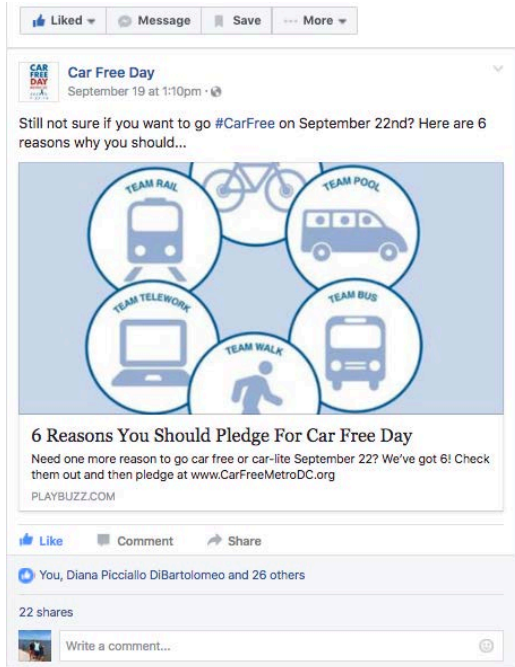 Liked Message Save More
CAR
FREE
DAY
Car Free Day
September 19 at 1:10pm ·
Still not sure if you want to go #CarFree on September 22nd? Here are 6
reasons why you should...
TEAM RAIL
TEAM POOL
TEAM TELEWORK
TEAM BUS
TEAM WALK
6 Reasons You Should Pledge For Car Free Day
Need one more reason to go car free or car-lite September 22? We've got 6! Check
them out and then pledge at www.CarFreeMetroDC.org
PLAYBUZZ.COM
Like Comment Share
You, Diana Picciallo DiBartolomeo and 26 others
22 shares
Write a comment...